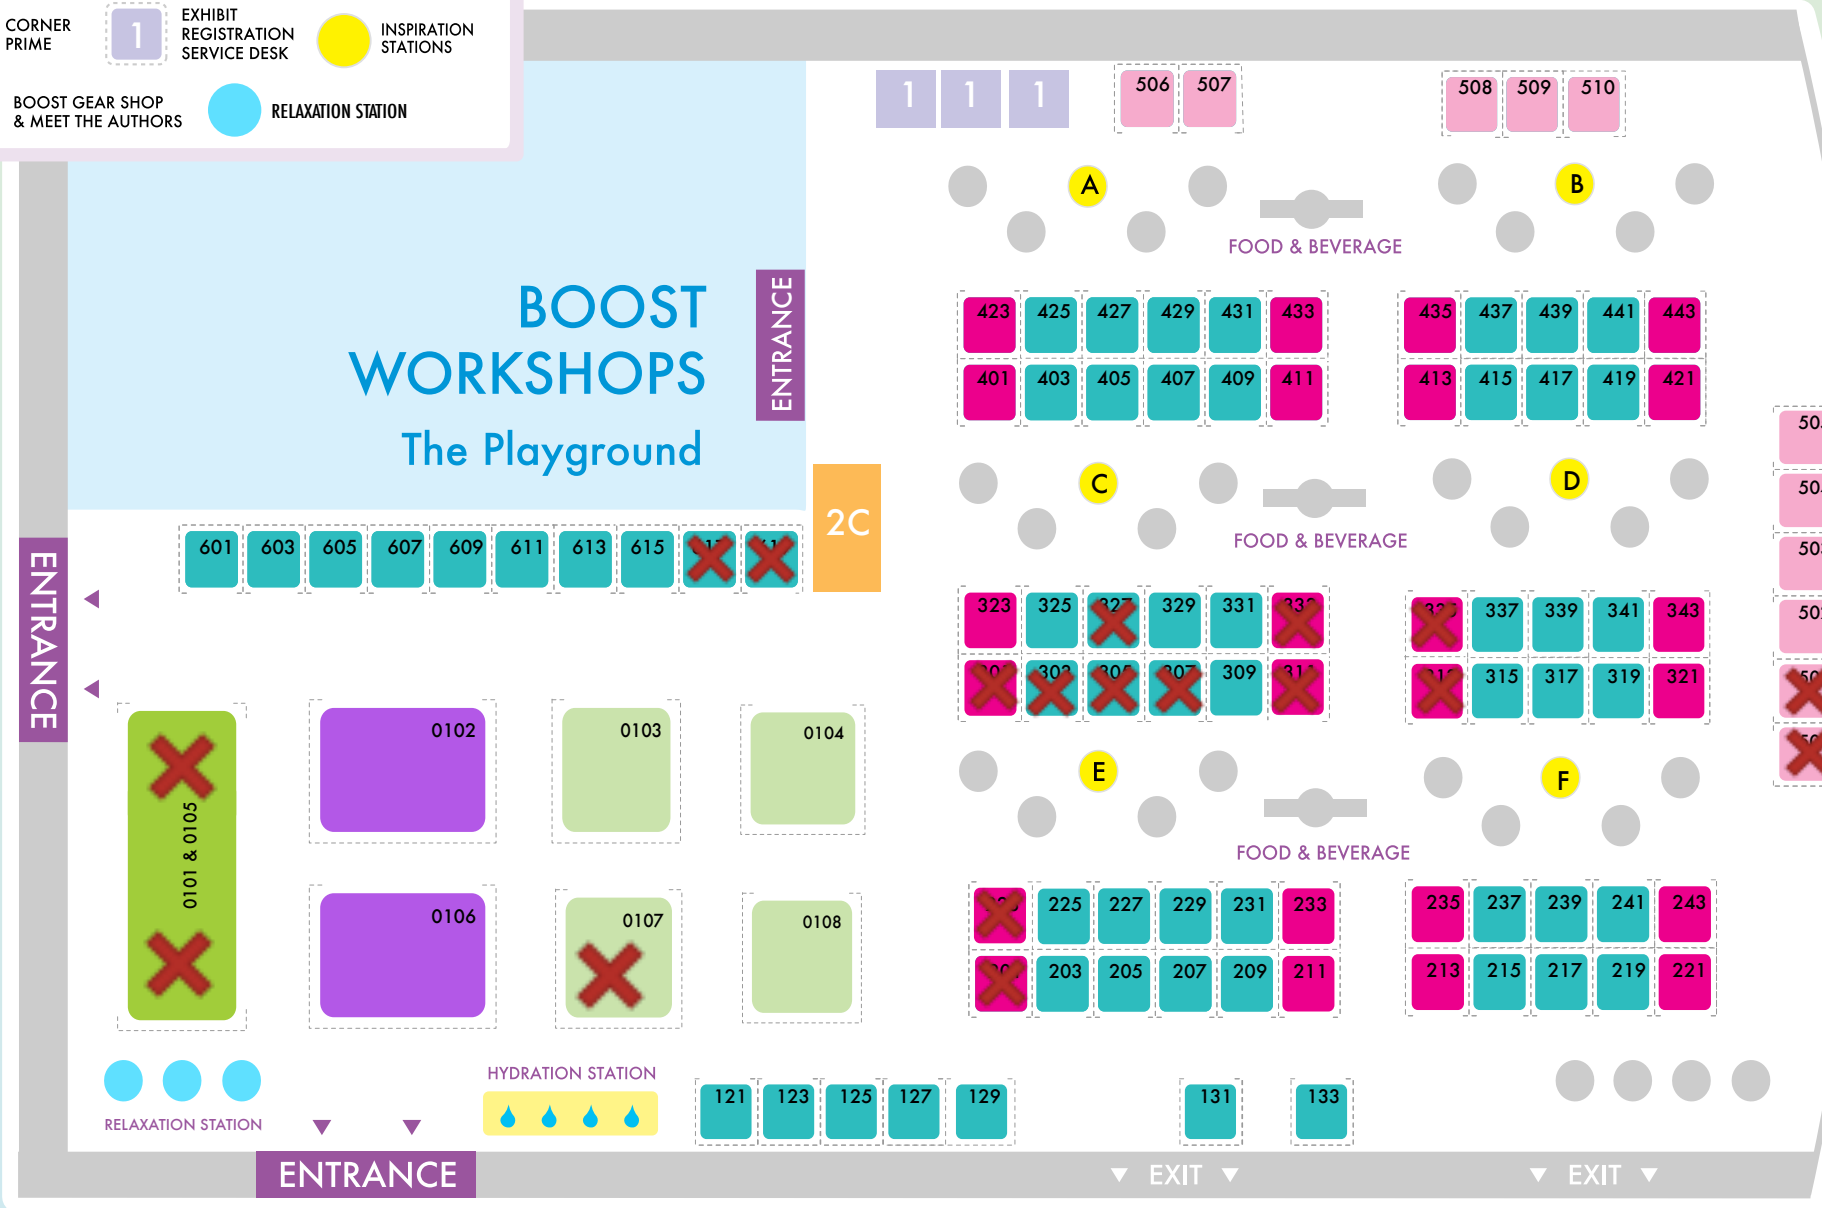 CORNER
PRIME
1
EXHIBIT
REGISTRATION
SERVICE DESK
INSPIRATION
STATIONS
BOOST GEAR SHOP
& MEET THE AUTHORS
RELAXATION STATION
1 1 1
506 507
508 509 510
A
B
FOOD & BEVERAGE
BOOST
WORKSHOPS
The Playground
ENTRANCE
423 425 427 429 431 433
435 437 439 441 443
401 403 405 407 409 411
413 415 417 419 421
C
D
2C
FOOD & BEVERAGE
601 603 605 607 609 611 613 615
ENTRANCE
323 325 327 329 331
337 339 341 343
309
315 317 319 321
0101 & 0105
0102
0103
0104
E
F
FOOD & BEVERAGE
0106
0107
0108
225 227 229 231 233
235 237 239 241 243
203 205 207 209 211
213 215 217 219 221
RELAXATION STATION
HYDRATION STATION
121 123 125 127 129
131
133
ENTRANCE
EXIT
EXIT